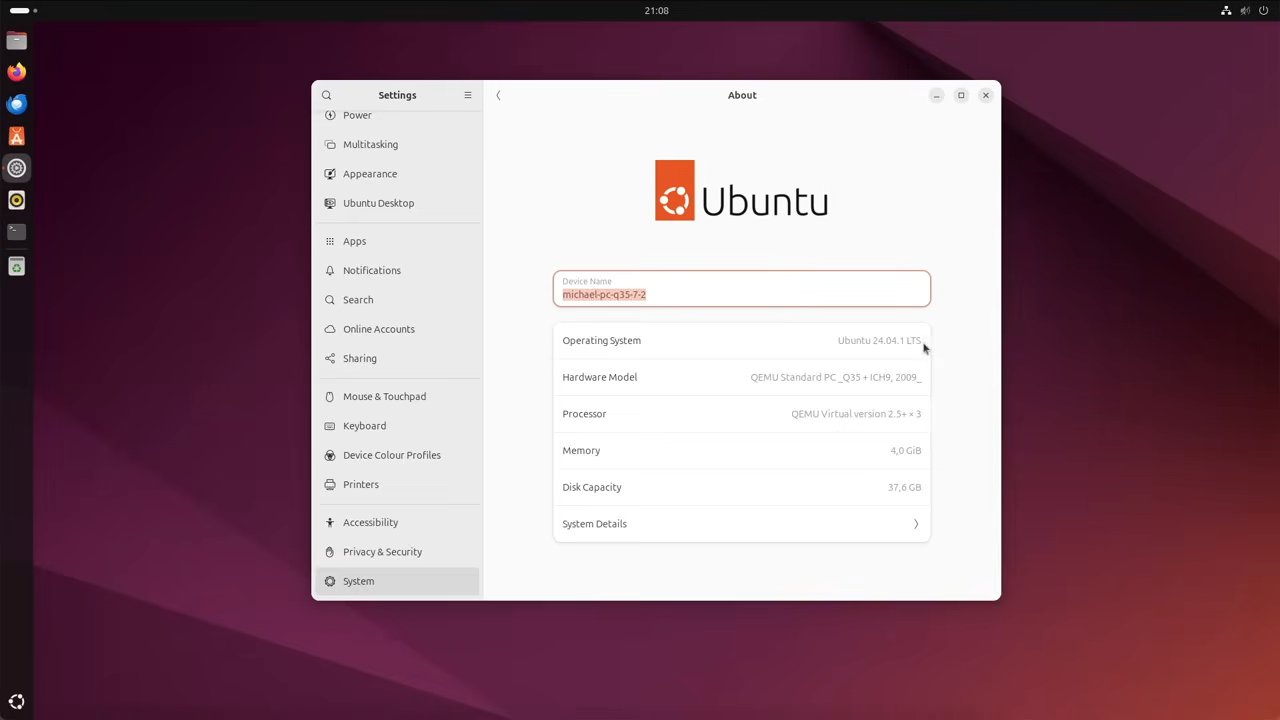 21:08
Settings
About
Power
Multitasking
Appearance
Ubuntu Desktop
Apps
Notifications
Search
Online Accounts
Sharing
Mouse & Touchpad
Keyboard
Device Colour Profiles
Printers
Accessibility
Privacy & Security
System
Ubuntu
Device Name
michael-pc-q35-7-2
Operating System Ubuntu 24.04.1 LTS
Hardware Model QEMU Standard PC _Q35 + ICH9, 2009_
Processor QEMU Virtual version 2.5+ × 3
Memory 4,0 GiB
Disk Capacity 37,6 GB
System Details